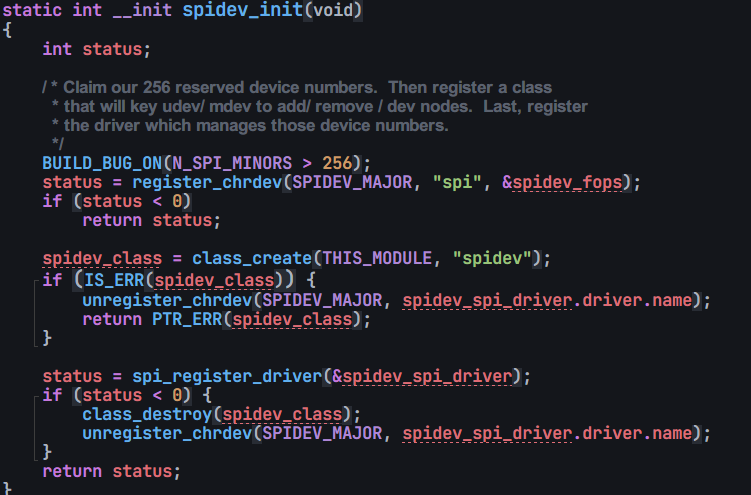 static int __init spidev_init(void)
{
    int status;

    / * Claim our 256 reserved device numbers.  Then register a class
     * that will key udev/ mdev to add/ remove / dev nodes.  Last, register
     * the driver which manages those device numbers.
     */
    BUILD_BUG_ON(N_SPI_MINORS > 256);
    status = register_chrdev(SPIDEV_MAJOR, "spi", &spidev_fops);
    if (status < 0)
        return status;

    spidev_class = class_create(THIS_MODULE, "spidev");
    if (IS_ERR(spidev_class)) {
        unregister_chrdev(SPIDEV_MAJOR, spidev_spi_driver.driver.name);
        return PTR_ERR(spidev_class);
    }

    status = spi_register_driver(&spidev_spi_driver);
    if (status < 0) {
        class_destroy(spidev_class);
        unregister_chrdev(SPIDEV_MAJOR, spidev_spi_driver.driver.name);
    }
    return status;
}